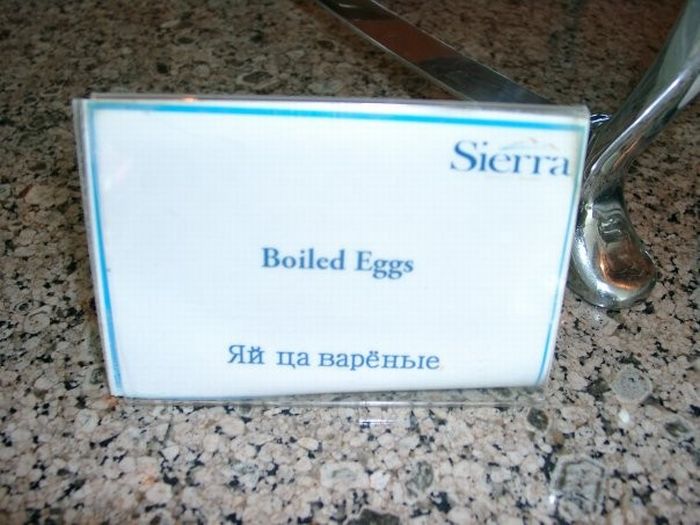 Sierra
Boiled Eggs
Яй ца варёные